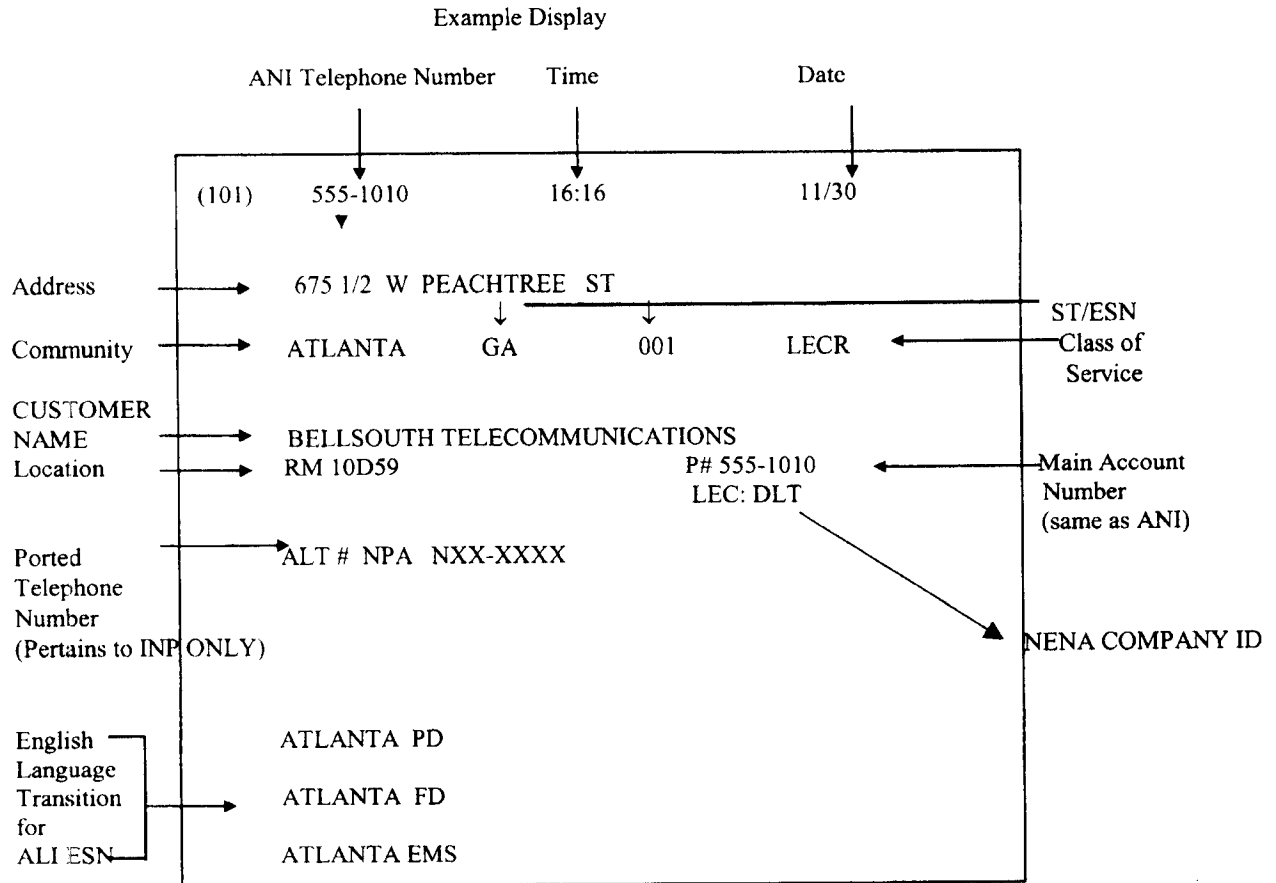 Example Display
ANI Telephone Number Time Date
(101) 555-1010 16:16 11/30
Address 675 1/2 W PEACHTREE ST
ST/ESN
Community ATLANTA GA 001 LECR Class of
Service
CUSTOMER
NAME BELLSOUTH TELECOMMUNICATIONS
Location RM 10D59 P# 555-1010 Main Account
LEC: DLT Number
(same as ANI)
Ported ALT # NPA NXX-XXXX
Telephone
Number
(Pertains to INP ONLY) NENA COMPANY ID
English ATLANTA PD
Language
Transition ATLANTA FD
for
ALI ESN ATLANTA EMS